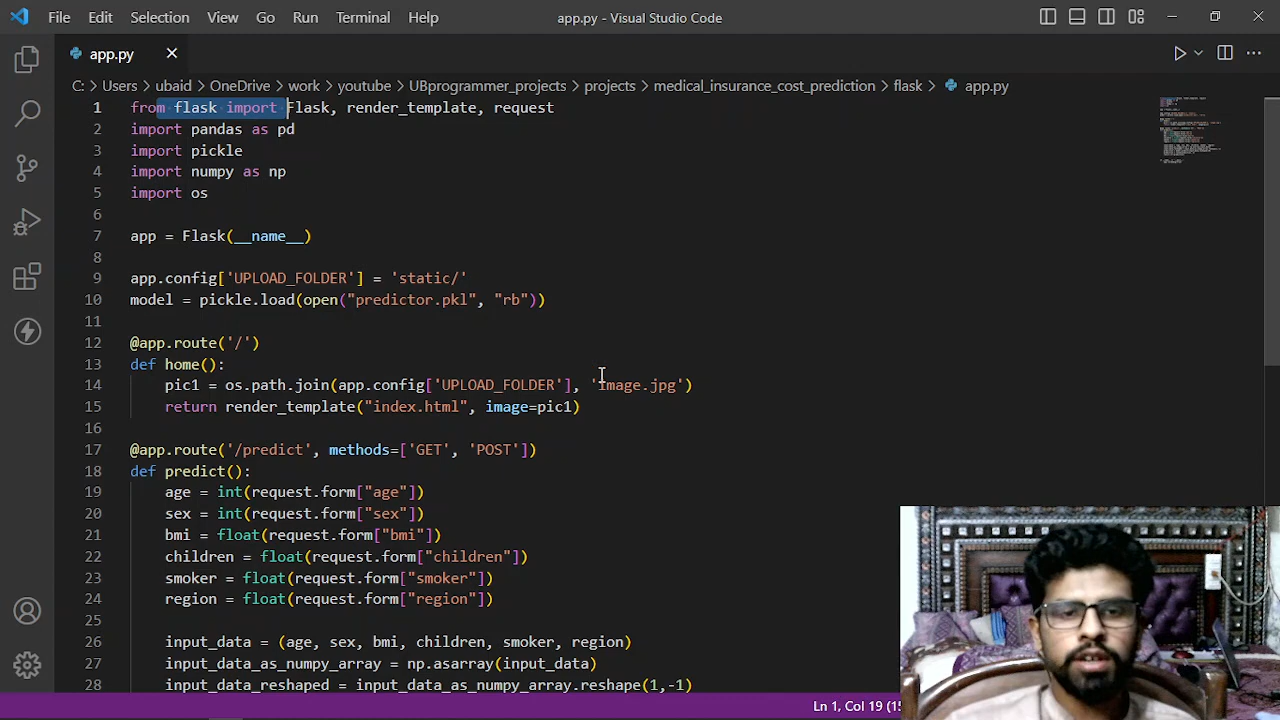 File Edit Selection View Go Run Terminal Help app.py - Visual Studio Code
app.py
C: > Users > ubaid > OneDrive > work > youtube > UBprogrammer_projects > projects > medical_insurance_cost_prediction > flask > app.py
1 from flask import Flask, render_template, request
2 import pandas as pd
3 import pickle
4 import numpy as np
5 import os
6
7 app = Flask(__name__)
8
9 app.config['UPLOAD_FOLDER'] = 'static/'
10 model = pickle.load(open("predictor.pkl", "rb"))
11
12 @app.route('/')
13 def home():
14 pic1 = os.path.join(app.config['UPLOAD_FOLDER'], 'image.jpg')
15 return render_template("index.html", image=pic1)
16
17 @app.route('/predict', methods=['GET', 'POST'])
18 def predict():
19 age = int(request.form["age"])
20 sex = int(request.form["sex"])
21 bmi = float(request.form["bmi"])
22 children = float(request.form["children"])
23 smoker = float(request.form["smoker"])
24 region = float(request.form["region"])
25
26 input_data = (age, sex, bmi, children, smoker, region)
27 input_data_as_numpy_array = np.asarray(input_data)
28 input_data_reshaped = input_data_as_numpy_array.reshape(1,-1)
Ln 1, Col 19 (15